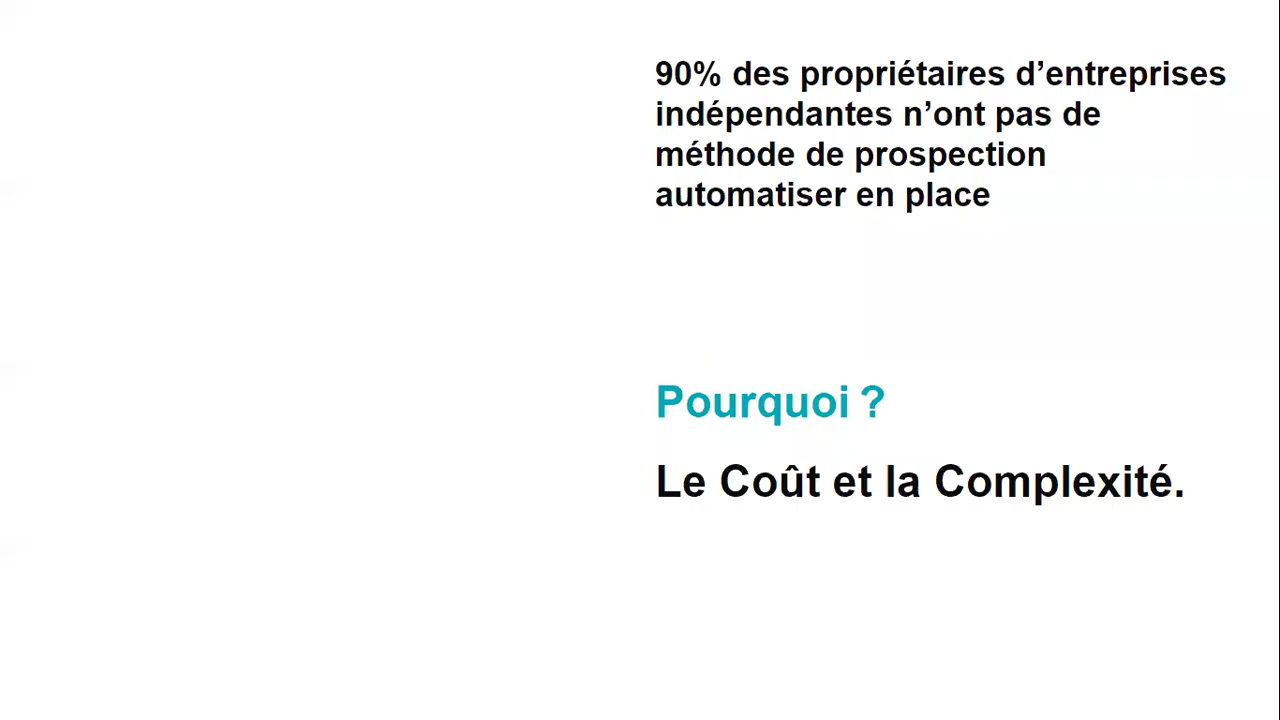 90% des propriétaires d’entreprises
indépendantes n’ont pas de
méthode de prospection
automatiser en place
Pourquoi ?
Le Coût et la Complexité.